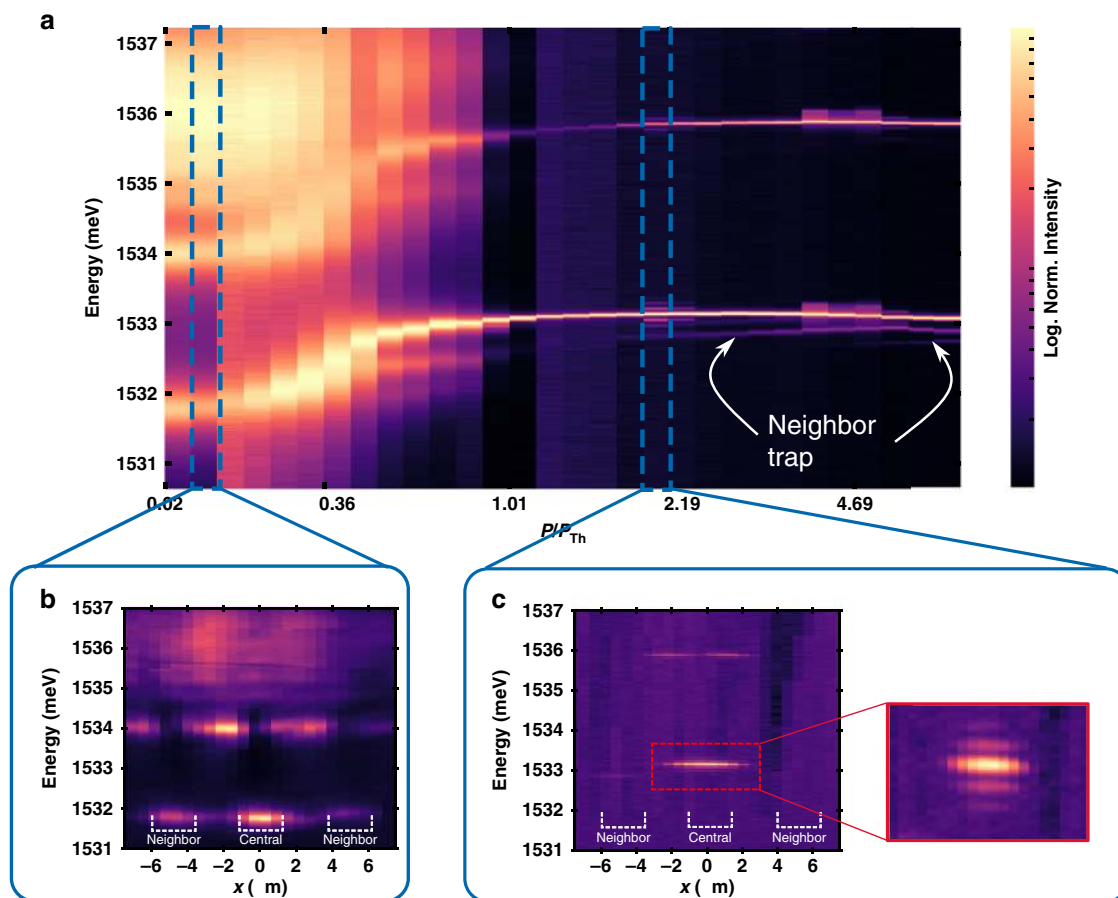 a
1537
1536
1535
1534
1533
1532
1531
Energy (meV)
0.02
0.36
1.01
2.19
4.69
P/P_Th
Neighbor
trap
Log. Norm. Intensity
b
1537
1536
1535
1534
1533
1532
1531
Energy (meV)
Neighbor
Central
Neighbor
−6 −4 −2 0 2 4 6
x ( m)
c
1537
1536
1535
1534
1533
1532
1531
Energy (meV)
Neighbor
Central
Neighbor
−6 −4 −2 0 2 4 6
x ( m)